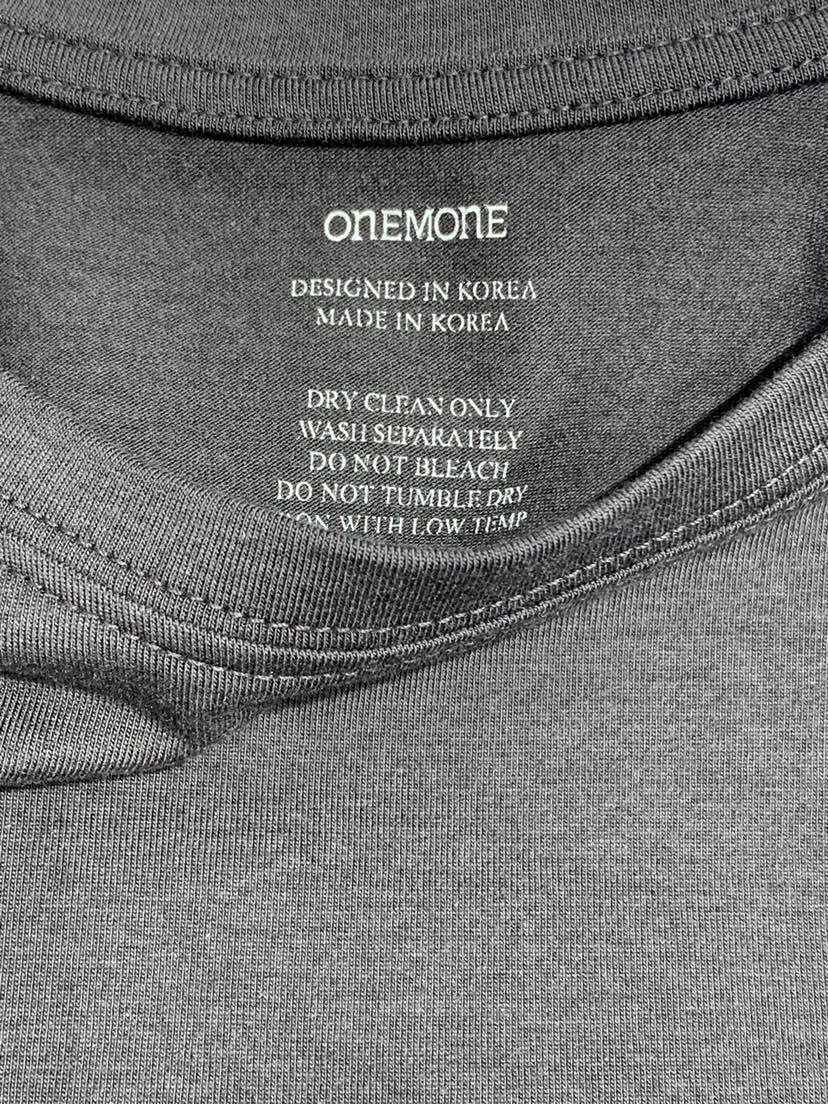 ONEMONE
DESIGNED IN KOREA
MADE IN KOREA
DRY CLEAN ONLY
WASH SEPARATELY
DO NOT BLEACH
DO NOT TUMBLE DRY
WITH LOW TEMP